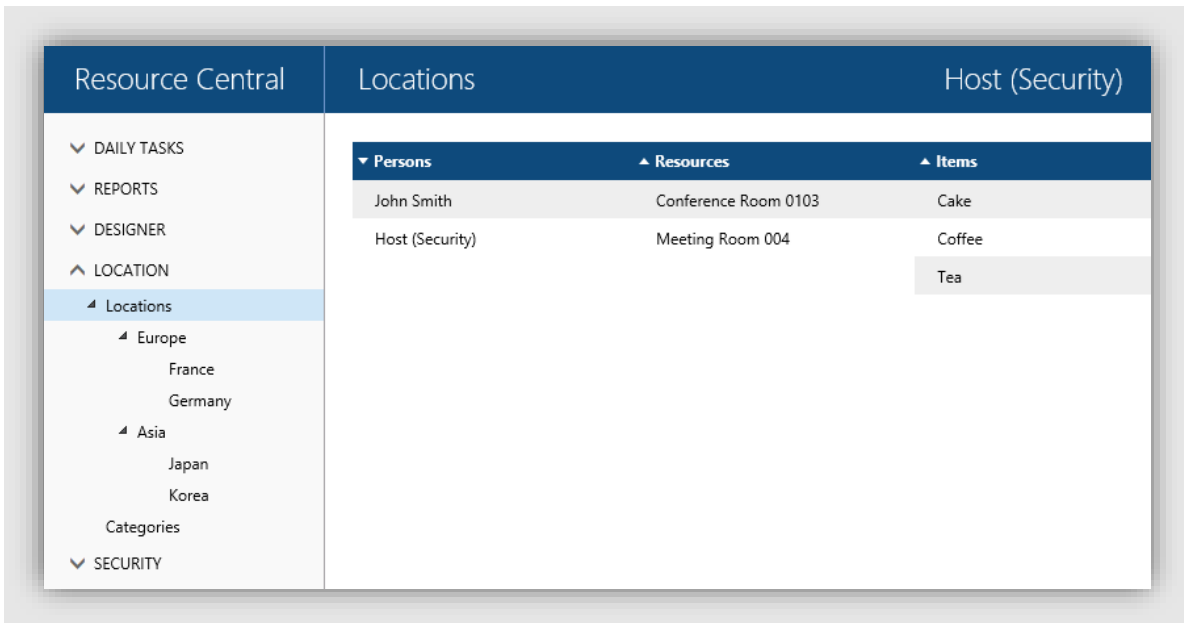 Resource Central
Locations
Host (Security)
DAILY TASKS
REPORTS
DESIGNER
LOCATION
Locations
Europe
France
Germany
Asia
Japan
Korea
Categories
SECURITY
Persons Resources Items
John Smith Conference Room 0103 Cake
Host (Security) Meeting Room 004 Coffee
Tea